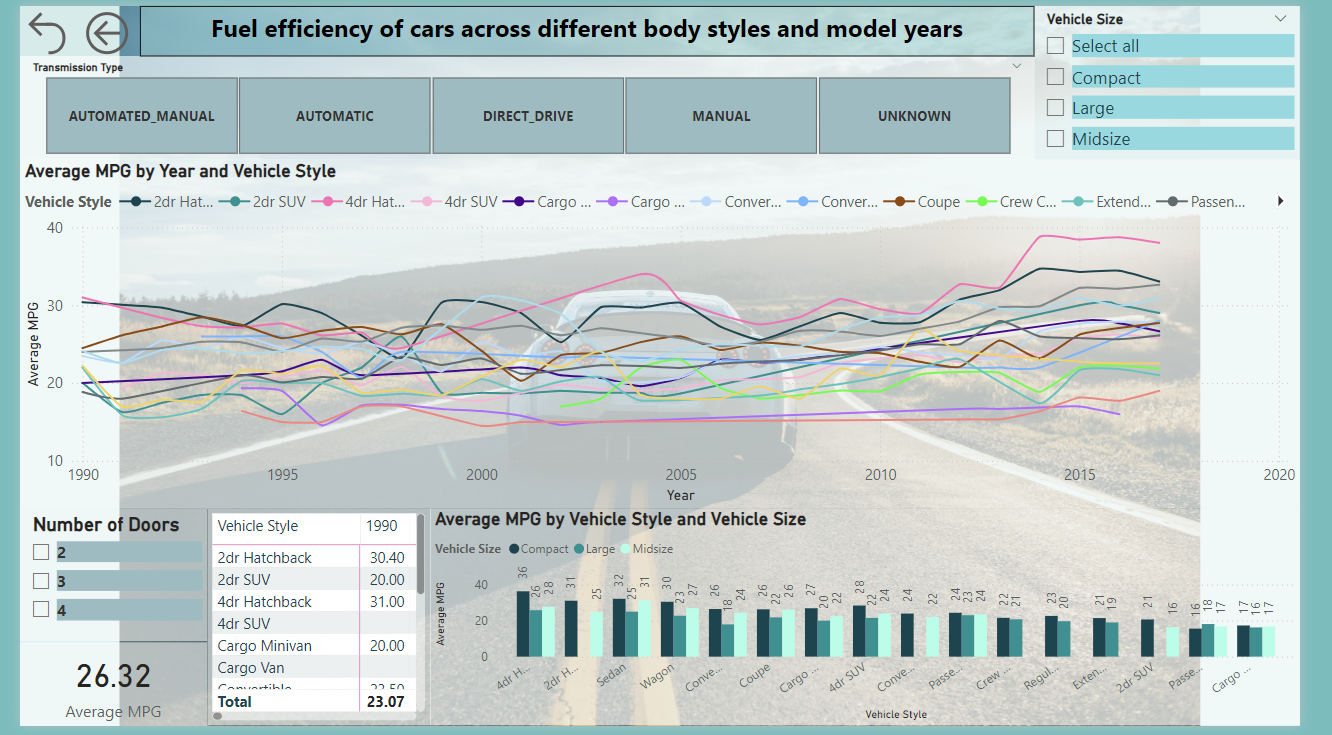 Fuel efficiency of cars across different body styles and model years
Vehicle Size
Select all
Compact
Large
Midsize
Transmission Type
AUTOMATED_MANUAL
AUTOMATIC
DIRECT_DRIVE
MANUAL
UNKNOWN
Average MPG by Year and Vehicle Style
Vehicle Style 2dr Hat... 2dr SUV 4dr Hat... 4dr SUV Cargo ... Cargo ... Conver... Conver... Coupe Crew C... Extend... Passen...
Average MPG
40
30
20
10
1990 1995 2000 2005 2010 2015 2020
Year
Number of Doors
2
3
4
26.32
Average MPG
Vehicle Style 1990
2dr Hatchback 30.40
2dr SUV 20.00
4dr Hatchback 31.00
4dr SUV
Cargo Minivan 20.00
Cargo Van
Convertible 22.50
Total 23.07
Average MPG by Vehicle Style and Vehicle Size
Vehicle Size Compact Large Midsize
Average MPG
40
20
0
36 26 28 31 25 32 25 31 30 23 27 26 18 24 26 22 26 27 20 22 28 22 24 24 22 24 23 24 22 21 23 20 21 19 21 16 16 18 17 17 16 17
4dr H... 2dr H... Sedan Wagon Conve... Coupe Cargo ... 4dr SUV Conve... Passe... Crew ... Regul... Exten... 2dr SUV Passe... Cargo ...
Vehicle Style